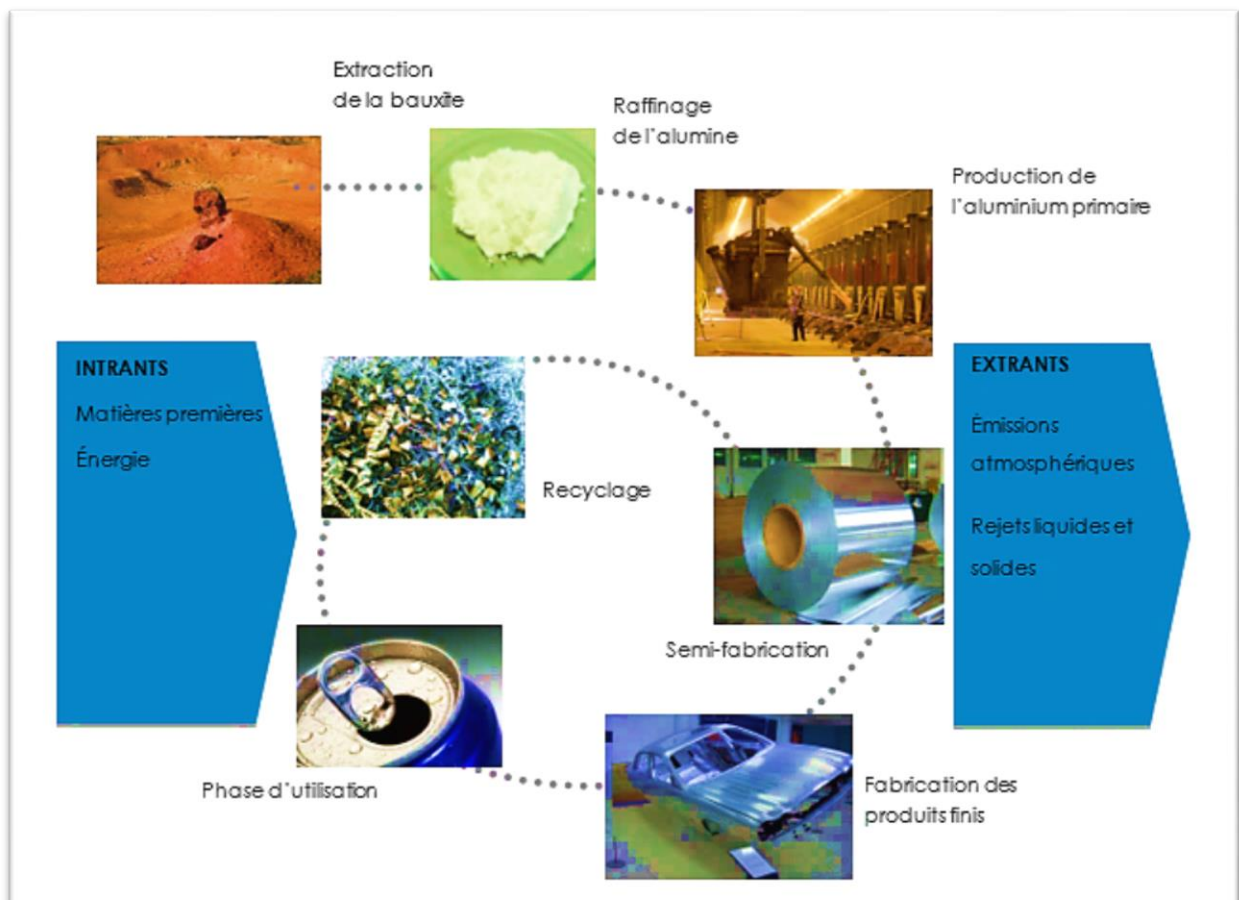 Extraction
de la bauxite
Raffinage
de l'alumine
Production de
l'aluminium primaire
INTRANTS
Matières premières
Énergie
EXTRANTS
Émissions
atmosphériques
Rejets liquides et
solides
Recyclage
Semi-fabrication
Phase d'utilisation
Fabrication des
produits finis